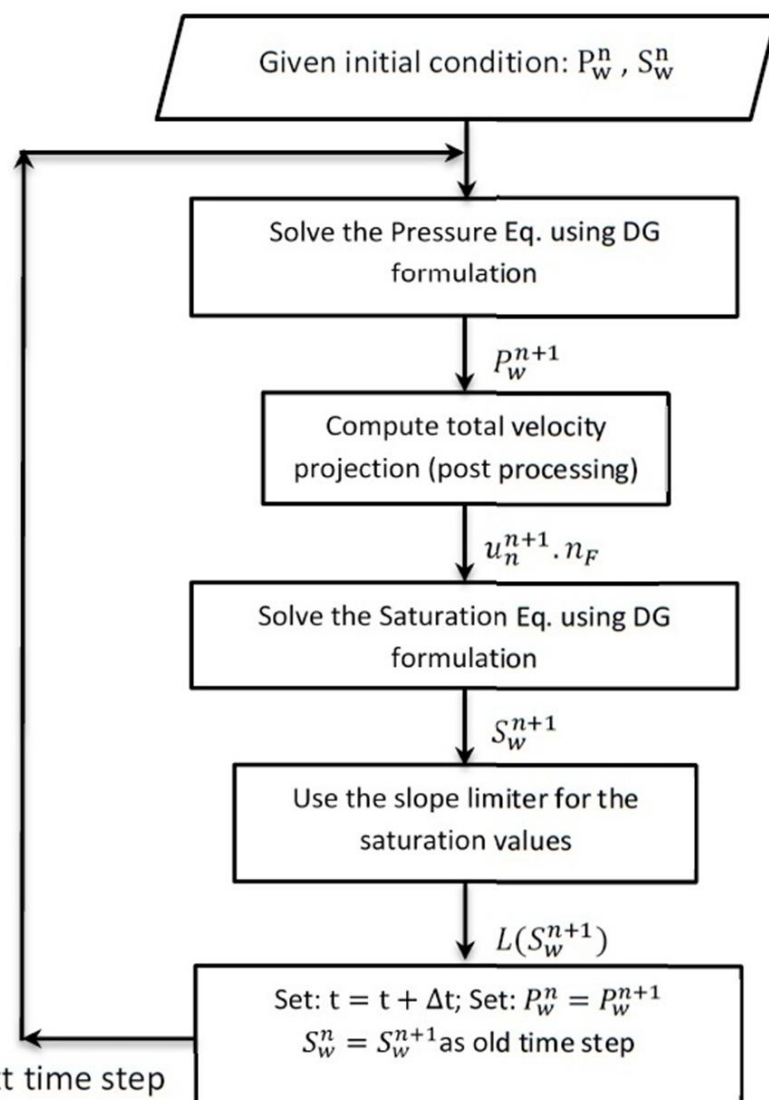 Given initial condition: P_w^n , S_w^n
Solve the Pressure Eq. using DG
formulation
P_w^{n+1}
Compute total velocity
projection (post processing)
u_n^{n+1}. n_F
Solve the Saturation Eq. using DG
formulation
S_w^{n+1}
Use the slope limiter for the
saturation values
L(S_w^{n+1})
Set: t = t + Δt; Set: P_w^n = P_w^{n+1}
S_w^n = S_w^{n+1} as old time step
time step